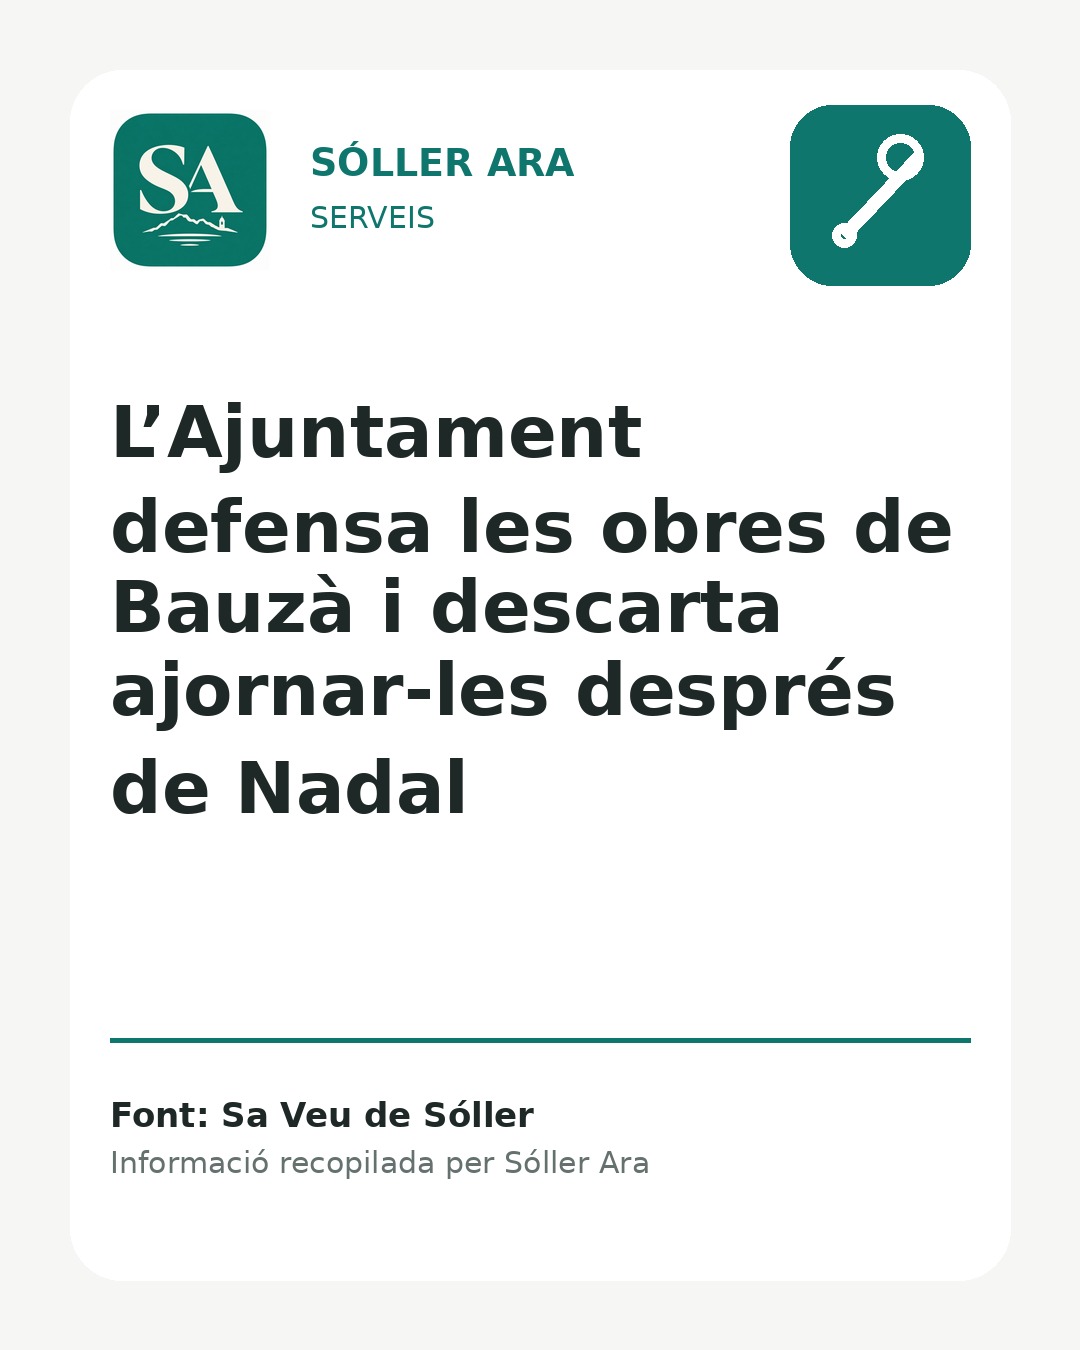 SA
SÓLLER ARA
SERVEIS
L’Ajuntament
defensa les obres de
Bauzà i descarta
ajornar-les després
de Nadal
Font: Sa Veu de Sóller
Informació recopilada per Sóller Ara